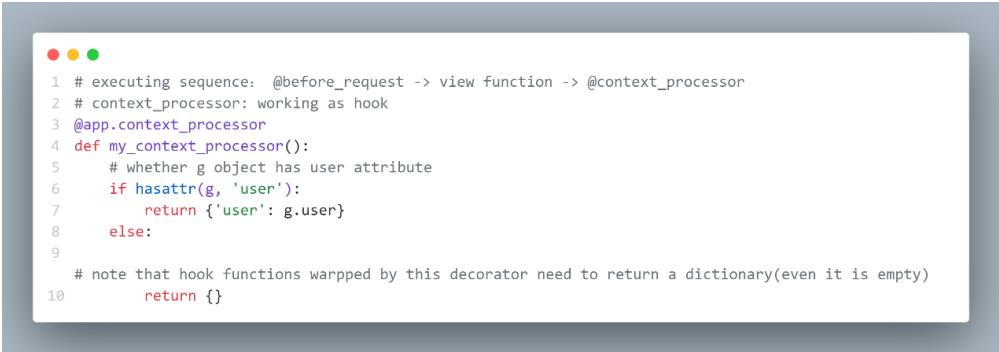 1 # executing sequence： @before_request -> view function -> @context_processor
2 # context_processor: working as hook
3 @app.context_processor
4 def my_context_processor():
5     # whether g object has user attribute
6     if hasattr(g, 'user'):
7         return {'user': g.user}
8     else:
9
# note that hook functions warpped by this decorator need to return a dictionary(even it is empty)
10         return {}